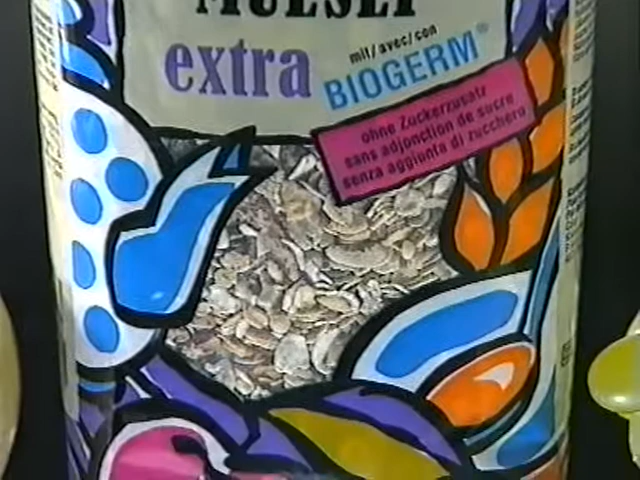 MUESLI
extra
mit/avec/con
BIOGERM®
ohne Zuckerzusatz
sans adjonction de sucre
senza aggiunta di zucchero